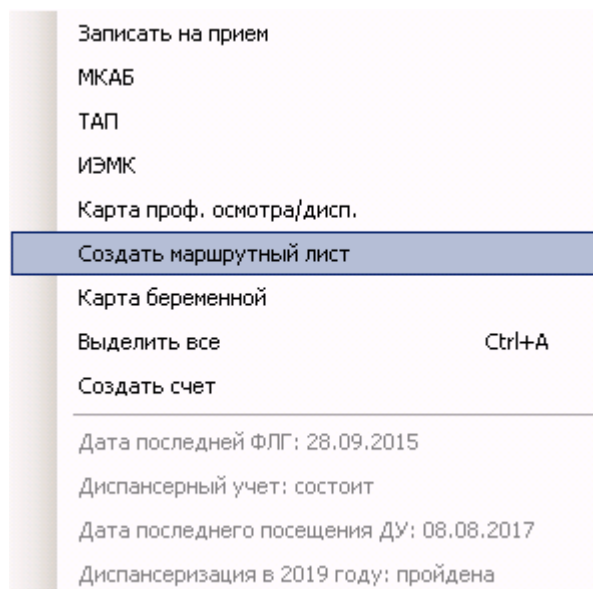 Записать на прием
МКАБ
ТАП
ИЭМК
Карта проф. осмотра/дисп.
Создать маршрутный лист
Карта беременной
Выделить все Ctrl+A
Создать счет
Дата последней ФЛГ: 28.09.2015
Диспансерный учет: состоит
Дата последнего посещения ДУ: 08.08.2017
Диспансеризация в 2019 году: пройдена